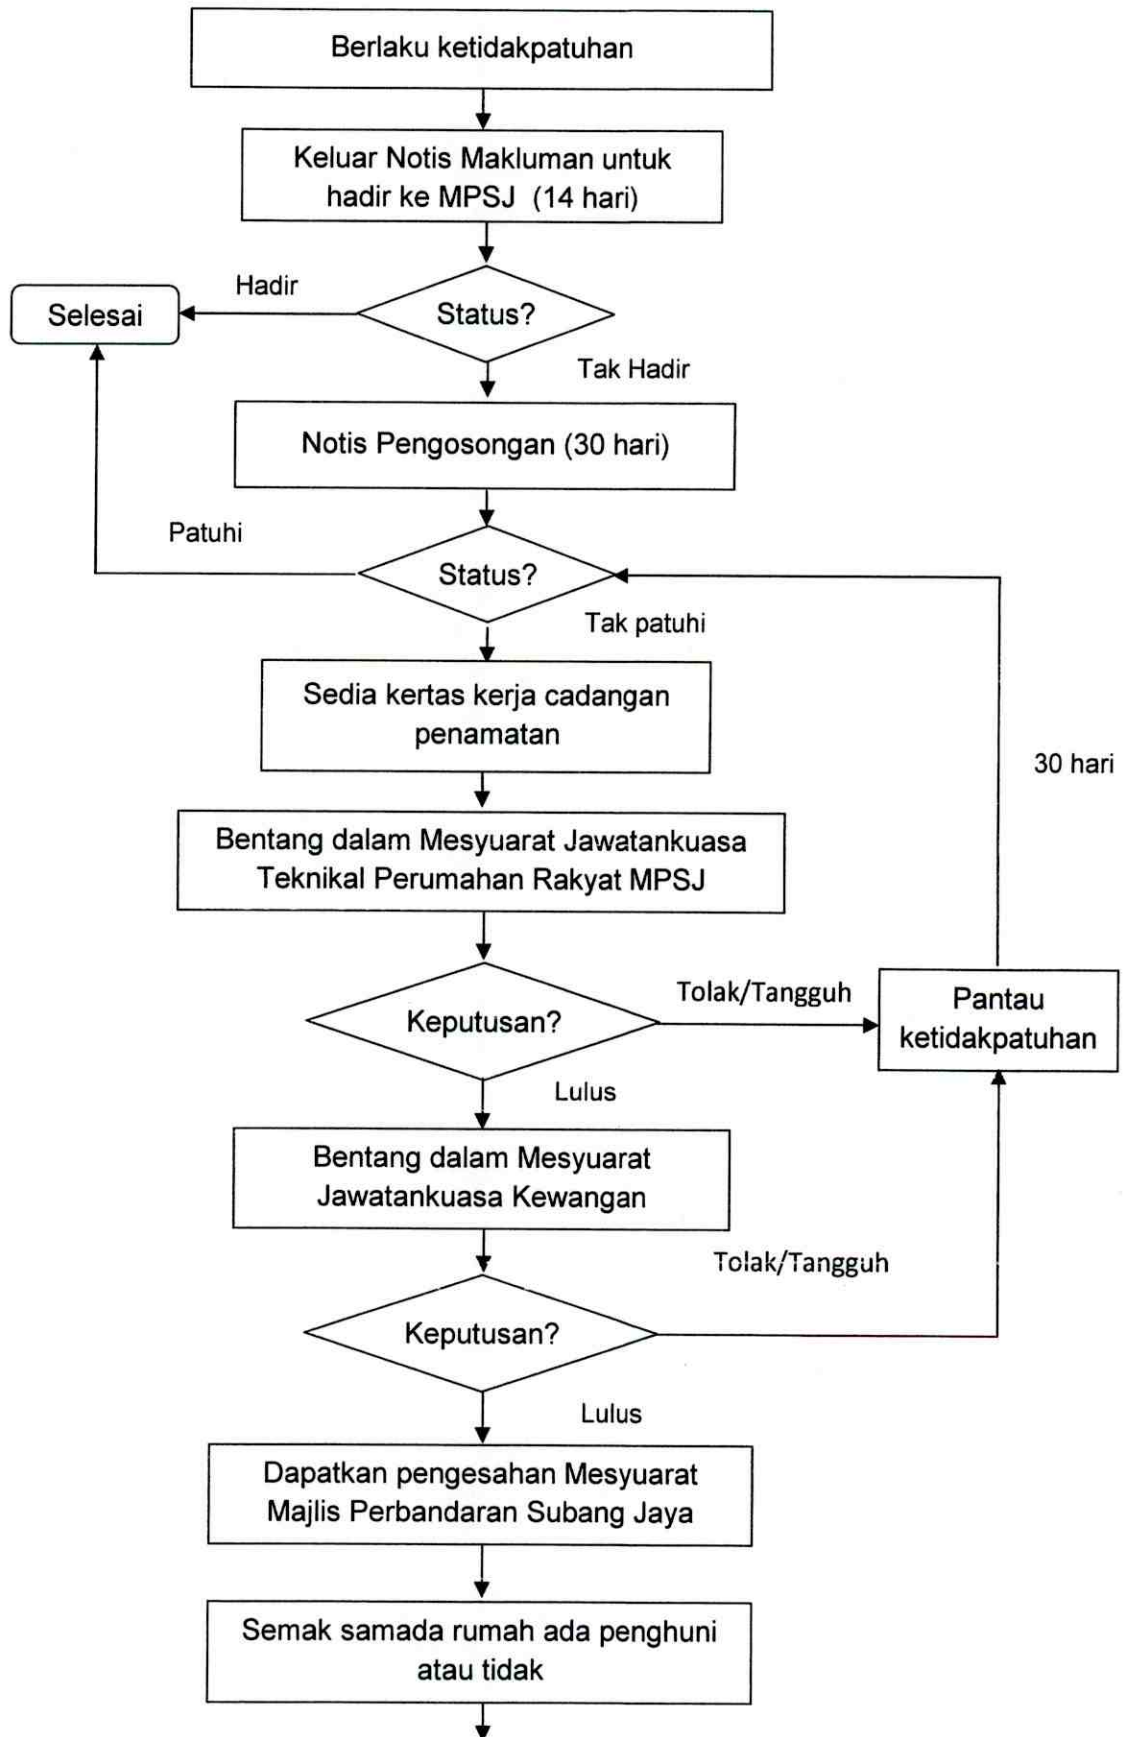 Berlaku ketidakpatuhan
Keluar Notis Makluman untuk
hadir ke MPSJ (14 hari)
Hadir
Selesai
Status?
Tak Hadir
Notis Pengosongan (30 hari)
Patuhi
Status?
Tak patuhi
Sedia kertas kerja cadangan
penamatan
30 hari
Bentang dalam Mesyuarat Jawatankuasa
Teknikal Perumahan Rakyat MPSJ
Tolak/Tangguh
Keputusan?
Pantau
ketidakpatuhan
Lulus
Bentang dalam Mesyuarat
Jawatankuasa Kewangan
Tolak/Tangguh
Keputusan?
Lulus
Dapatkan pengesahan Mesyuarat
Majlis Perbandaran Subang Jaya
Semak samada rumah ada penghuni
atau tidak